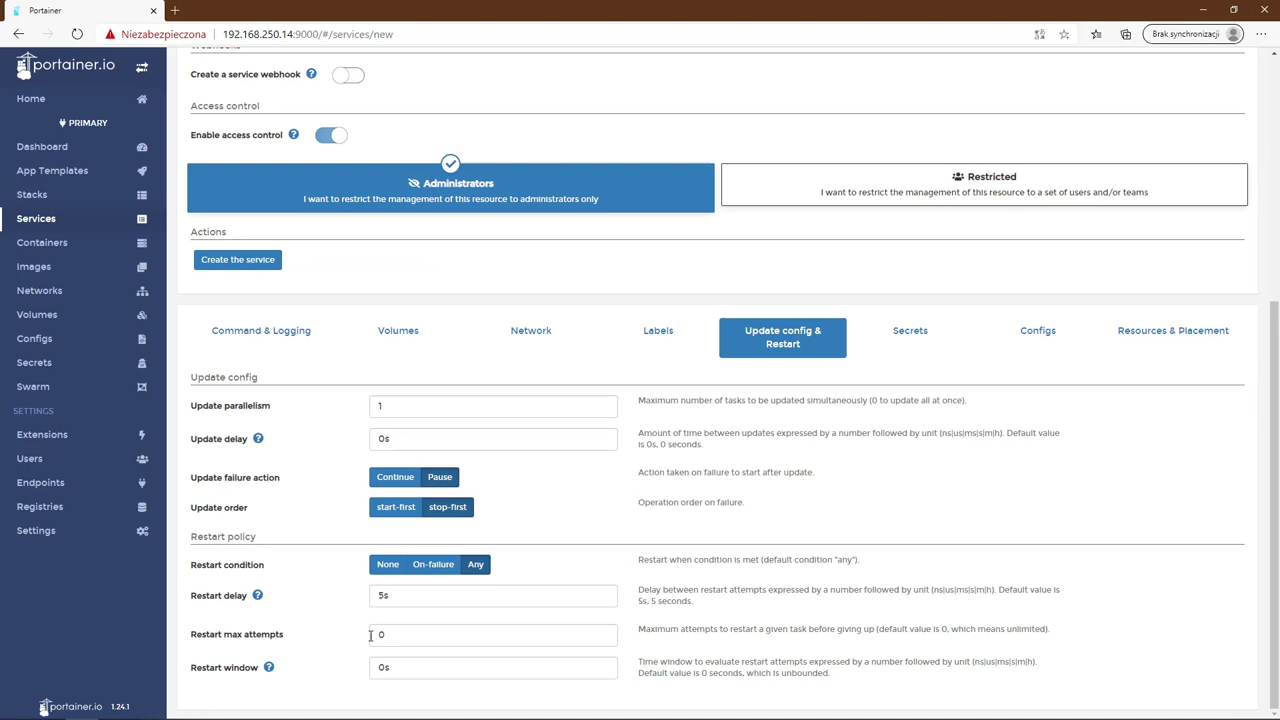 Portainer
Niezabezpieczona
192.168.250.14:9000/#/services/new
Brak synchronizacji
portainer.io
Home
PRIMARY
Dashboard
App Templates
Stacks
Services
Containers
Images
Networks
Volumes
Configs
Secrets
Swarm
SETTINGS
Extensions
Users
Endpoints
Registries
Settings
portainer.io 1.24.1
Webhooks
Create a service webhook
Access control
Enable access control
Administrators
I want to restrict the management of this resource to administrators only
Restricted
I want to restrict the management of this resource to a set of users and/or teams
Actions
Create the service
Command & Logging
Volumes
Network
Labels
Update config &
Restart
Secrets
Configs
Resources & Placement
Update config
Update parallelism
1
Maximum number of tasks to be updated simultaneously (0 to update all at once).
Update delay
0s
Amount of time between updates expressed by a number followed by unit (ns|us|ms|s|m|h). Default value
is 0s, 0 seconds.
Update failure action
Continue
Pause
Action taken on failure to start after update.
Update order
start-first
stop-first
Operation order on failure.
Restart policy
Restart condition
None
On-failure
Any
Restart when condition is met (default condition "any").
Restart delay
5s
Delay between restart attempts expressed by a number followed by unit (ns|us|ms|s|m|h). Default value is
5s, 5 seconds.
Restart max attempts
0
Maximum attempts to restart a given task before giving up (default value is 0, which means unlimited).
Restart window
0s
Time window to evaluate restart attempts expressed by a number followed by unit (ns|us|ms|s|m|h).
Default value is 0 seconds, which is unbounded.